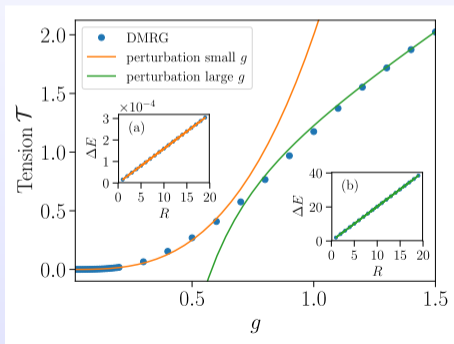 DMRG
perturbation small g
perturbation large g
Tension 𝒯
2.0
1.5
1.0
0.5
0.0
0.5
1.0
1.5
g
×10⁻⁴
(a)
ΔE
3
2
1
0
0
5
10
15
20
R
(b)
ΔE
40
20
0
0
5
10
15
20
R